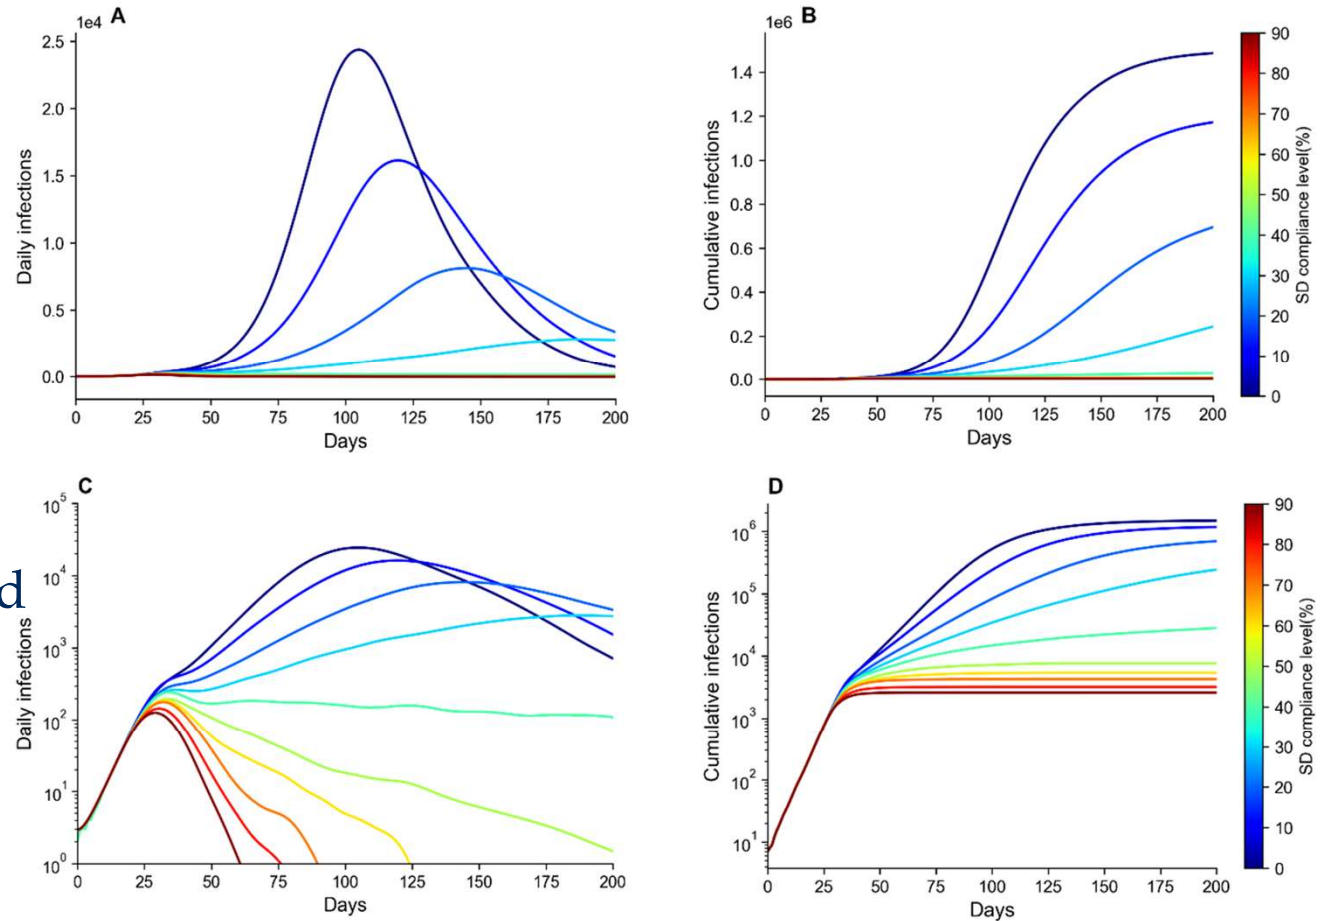 1e4 A
2.5
2.0
1.5
1.0
0.5
0.0
0 25 50 75 100 125 150 175 200
Days
Daily infections
1e6 B
1.4
1.2
1.0
0.8
0.6
0.4
0.2
0.0
0 25 50 75 100 125 150 175 200
Days
Cumulative infections
90
80
70
60
50
40
30
20
10
0
SD compliance level(%)
C
10^5
10^4
10^3
10^2
10^1
10^0
0 25 50 75 100 125 150 175 200
Days
Daily infections
d
D
10^6
10^5
10^4
10^3
10^2
10^1
0 25 50 75 100 125 150 175 200
Days
Cumulative infections
90
80
70
60
50
40
30
20
10
0
SD compliance level(%)